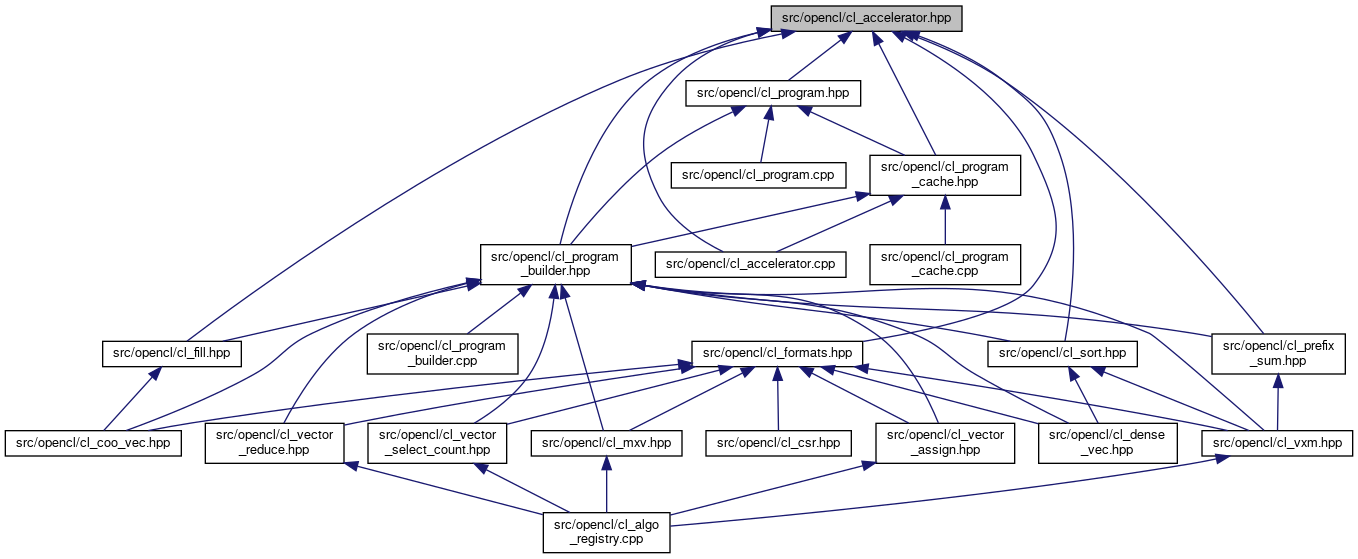 src/opencl/cl_accelerator.hpp
src/opencl/cl_program.hpp
src/opencl/cl_program.cpp
src/opencl/cl_program
_cache.hpp
src/opencl/cl_program
_builder.hpp
src/opencl/cl_accelerator.cpp
src/opencl/cl_program
_cache.cpp
src/opencl/cl_fill.hpp
src/opencl/cl_program
_builder.cpp
src/opencl/cl_formats.hpp
src/opencl/cl_sort.hpp
src/opencl/cl_prefix
_sum.hpp
src/opencl/cl_coo_vec.hpp
src/opencl/cl_vector
_reduce.hpp
src/opencl/cl_vector
_select_count.hpp
src/opencl/cl_mxv.hpp
src/opencl/cl_csr.hpp
src/opencl/cl_vector
_assign.hpp
src/opencl/cl_dense
_vec.hpp
src/opencl/cl_vxm.hpp
src/opencl/cl_algo
_registry.cpp